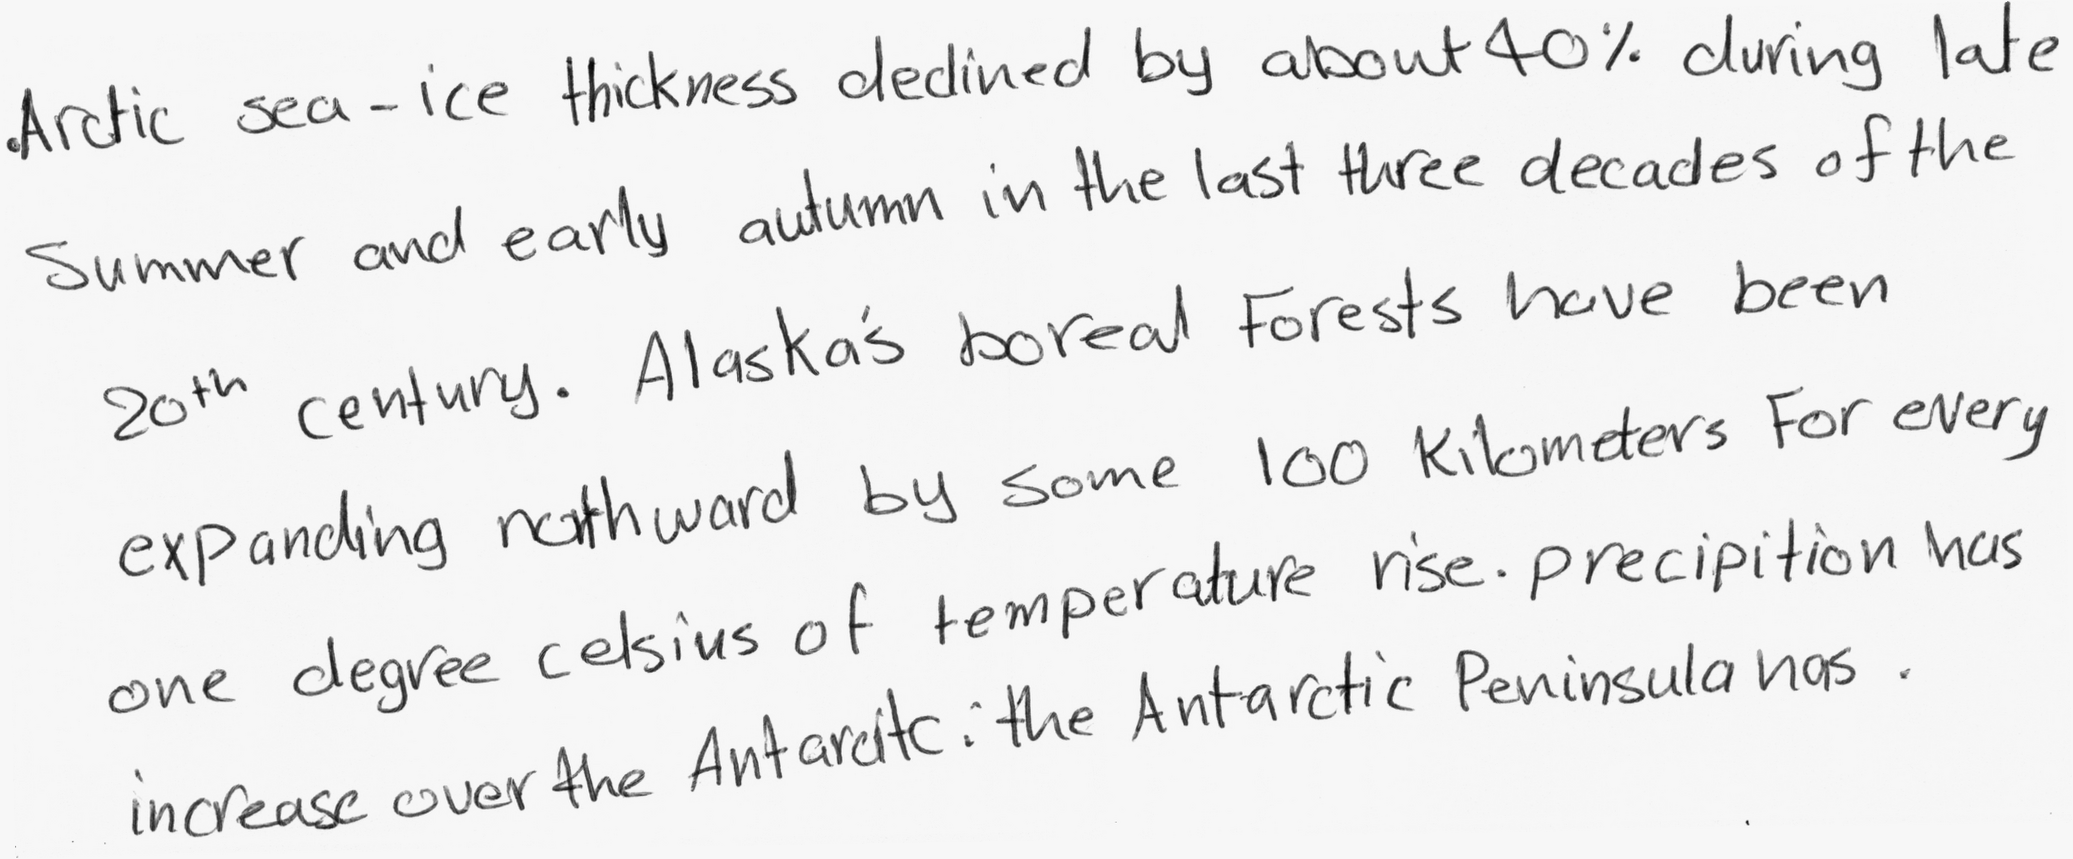 Arctic sea-ice thickness declined by about 40% during late
Summer and early autumn in the last three decades of the
20th century. Alaska's boreal Forests have been
expanding nothward by some 100 Kilometers For every
one degree celsius of temperature rise. precipition has
increase over the Antarcitc: the Antarctic Peninsula has.